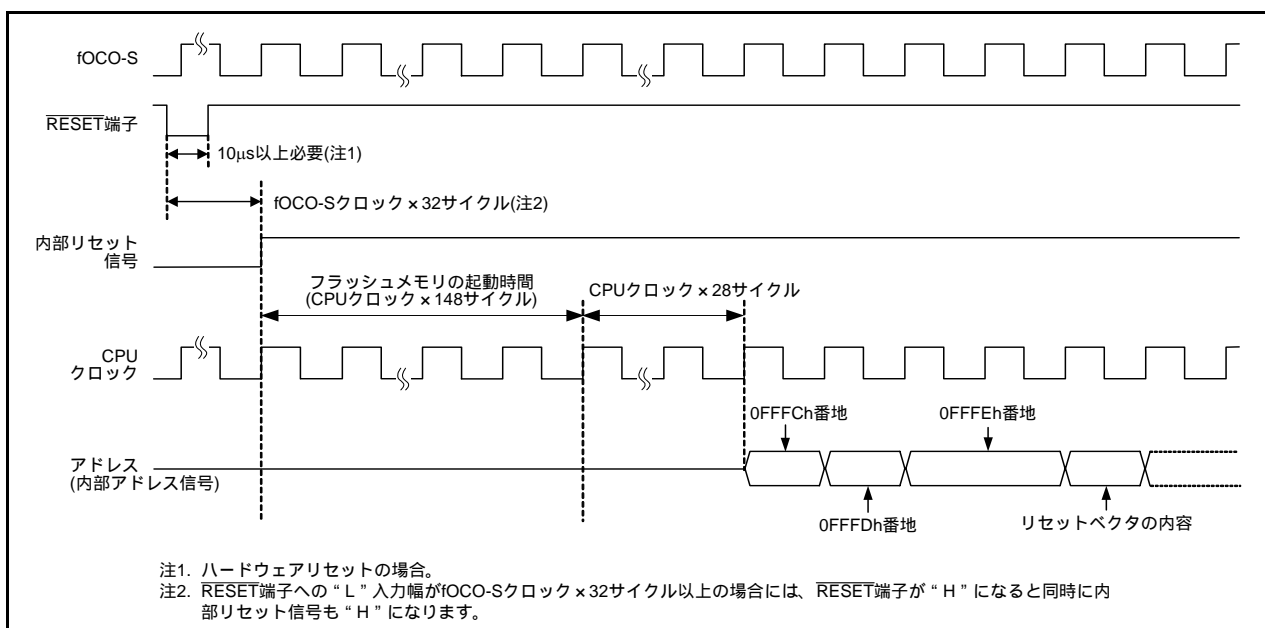 fOCO-S
RESET端子
10μs以上必要(注1)
fOCO-Sクロック×32サイクル(注2)
内部リセット
信号
フラッシュメモリの起動時間
(CPUクロック×148サイクル)
CPUクロック×28サイクル
CPU
クロック
0FFFCh番地
0FFFEh番地
アドレス
(内部アドレス信号)
0FFFDh番地
リセットベクタの内容
注1. ハードウェアリセットの場合。
注2. RESET端子への“L”入力幅がfOCO-Sクロック×32サイクル以上の場合には、RESET端子が“H”になると同時に内
部リセット信号も“H”になります。